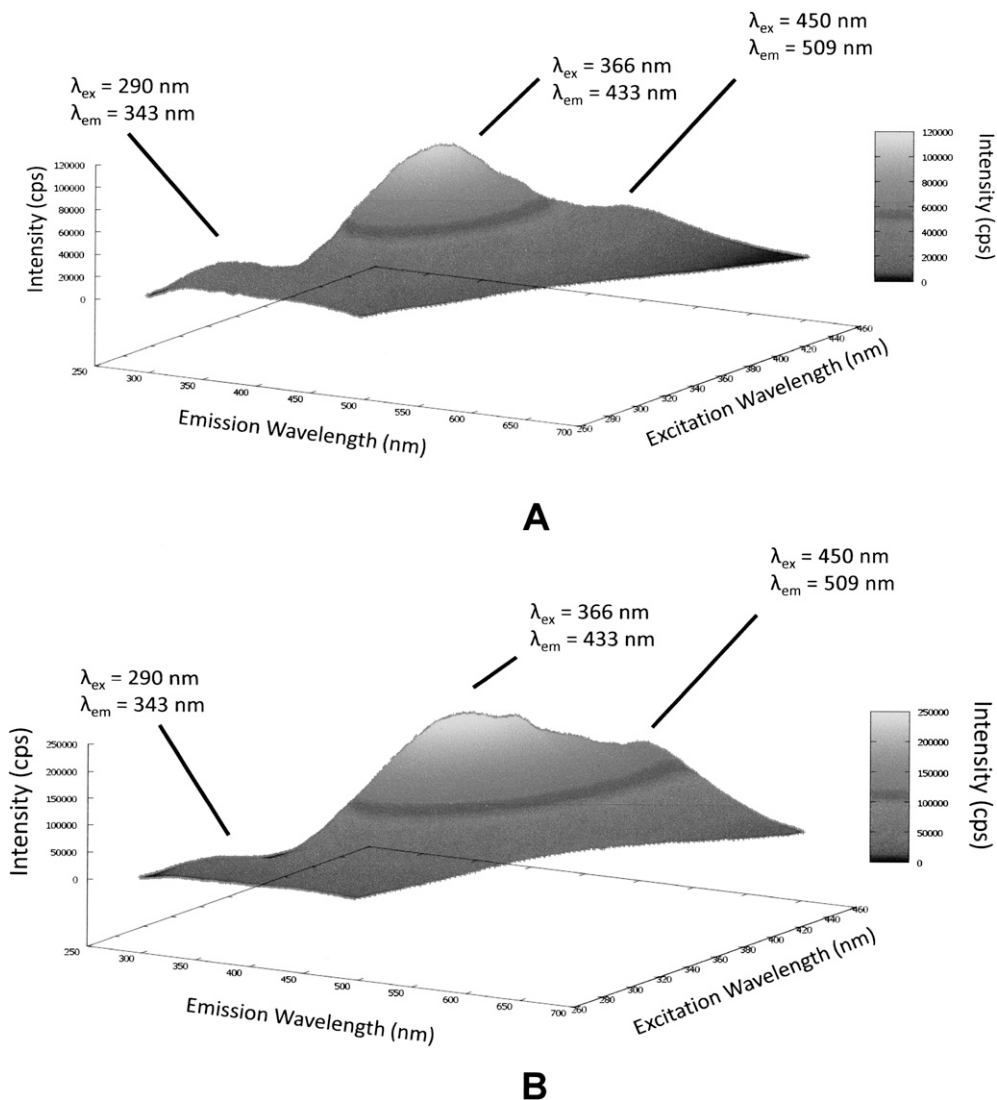 λex = 450 nm
λem = 509 nm
λex = 366 nm
λem = 433 nm
λex = 290 nm
λem = 343 nm
Intensity (cps)
120000
100000
80000
60000
40000
20000
0
120000
100000
80000
60000
40000
20000
0
Intensity (cps)
250 300 350 400 450 500 550 600 650 700
Emission Wavelength (nm)
260 280 300 320 340 360 380 400 420 440 460
Excitation Wavelength (nm)
A
λex = 450 nm
λem = 509 nm
λex = 366 nm
λem = 433 nm
λex = 290 nm
λem = 343 nm
Intensity (cps)
250000
200000
150000
100000
50000
0
250000
200000
150000
100000
50000
0
Intensity (cps)
250 300 350 400 450 500 550 600 650 700
Emission Wavelength (nm)
260 280 300 320 340 360 380 400 420 440 460
Excitation Wavelength (nm)
B